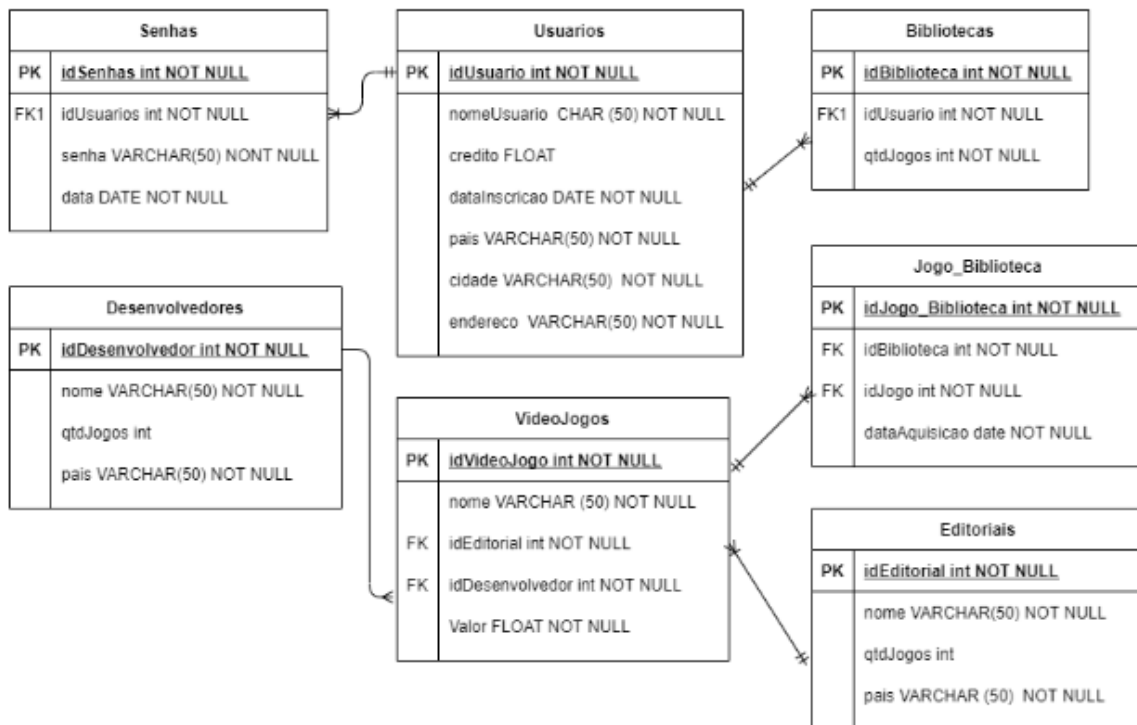 Senhas
PK idSenhas int NOT NULL
FK1 idUsuarios int NOT NULL
senha VARCHAR(50) NONT NULL
data DATE NOT NULL
Usuarios
PK idUsuario int NOT NULL
nomeUsuario CHAR (50) NOT NULL
credito FLOAT
dataInscricao DATE NOT NULL
pais VARCHAR(50) NOT NULL
cidade VARCHAR(50) NOT NULL
endereco VARCHAR(50) NOT NULL
Bibliotecas
PK idBiblioteca int NOT NULL
FK1 idUsuario int NOT NULL
qtdJogos int NOT NULL
Desenvolvedores
PK idDesenvolvedor int NOT NULL
nome VARCHAR(50) NOT NULL
qtdJogos int
pais VARCHAR(50) NOT NULL
VideoJogos
PK idVideoJogo int NOT NULL
nome VARCHAR (50) NOT NULL
FK idEditorial int NOT NULL
FK idDesenvolvedor int NOT NULL
Valor FLOAT NOT NULL
Jogo_Biblioteca
PK idJogo_Biblioteca int NOT NULL
FK idBiblioteca int NOT NULL
FK idJogo int NOT NULL
dataAquisicao date NOT NULL
Editoriais
PK idEditorial int NOT NULL
nome VARCHAR(50) NOT NULL
qtdJogos int
pais VARCHAR (50) NOT NULL